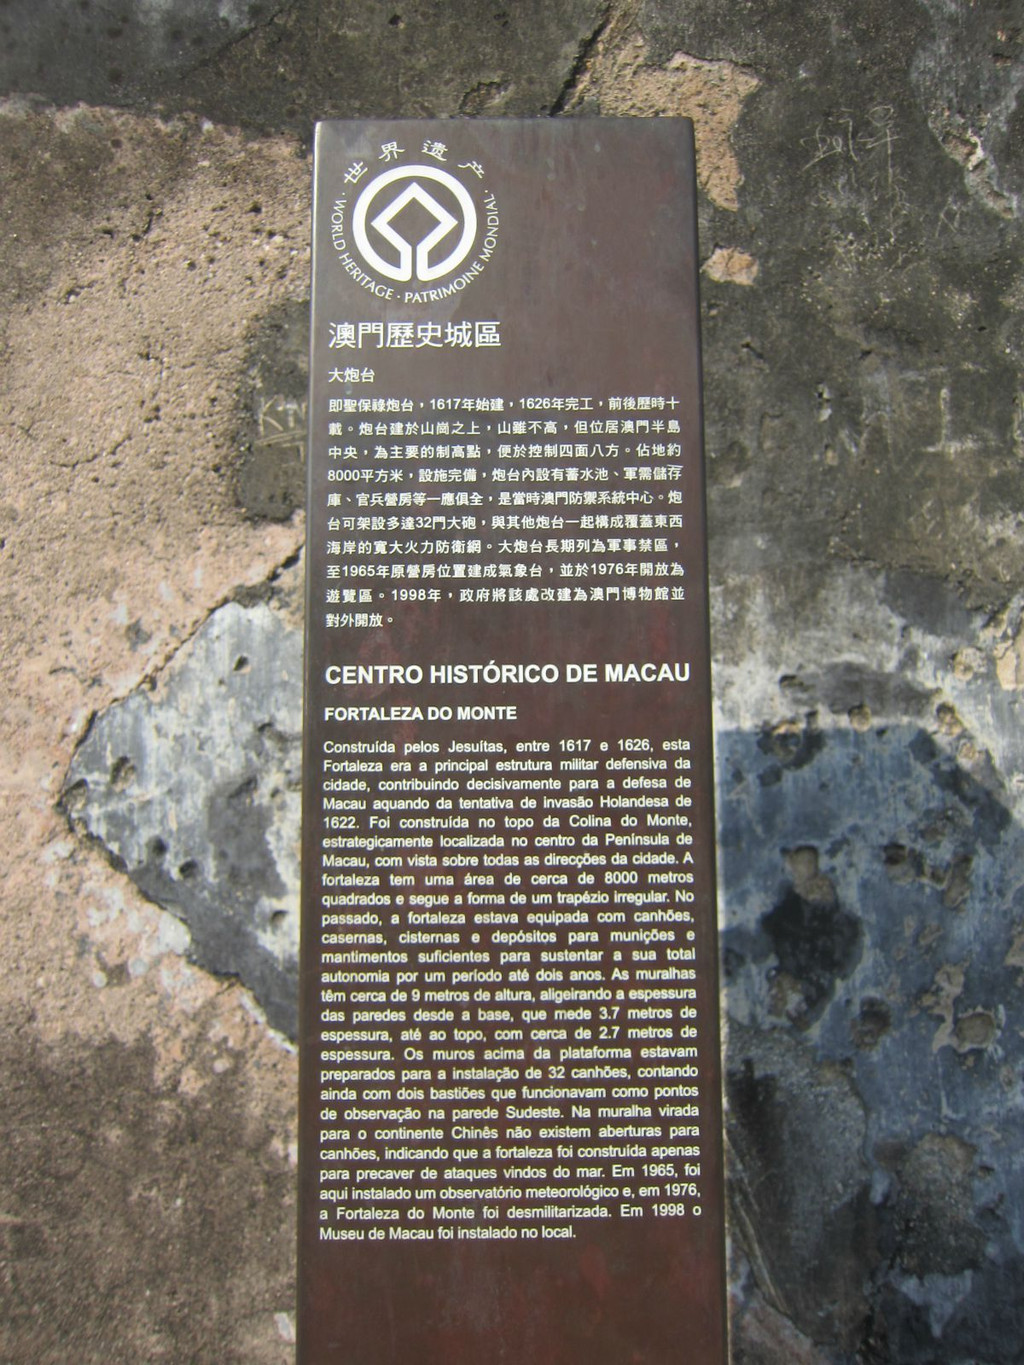 世界遗产
·WORLD HERITAGE · PATRIMOINE MONDIAL·
澳門歷史城區
大炮台
即聖保祿炮台，1617年始建，1626年完工，前後歷時十
載。炮台建於山崗之上，山雖不高，但位居澳門半島
中央，為主要的制高點，便於控制四面八方。佔地約
8000平方米，設施完備，炮台內設有蓄水池、軍需儲存
庫、官兵營房等一應俱全，是當時澳門防禦系統中心。炮
台可架設多達32門大砲，與其他炮台一起構成覆蓋東西
海岸的寬大火力防衛網。大炮台長期列為軍事禁區，
至1965年原營房位置建成氣象台，並於1976年開放為
遊覽區。1998年，政府將該處改建為澳門博物館並
對外開放。
CENTRO HISTÓRICO DE MACAU
FORTALEZA DO MONTE
Construída pelos Jesuítas, entre 1617 e 1626, esta
Fortaleza era a principal estrutura militar defensiva da
cidade, contribuindo decisivamente para a defesa de
Macau aquando da tentativa de invasão Holandesa de
1622. Foi construída no topo da Colina do Monte,
estrategicamente localizada no centro da Península de
Macau, com vista sobre todas as direcções da cidade. A
fortaleza tem uma área de cerca de 8000 metros
quadrados e segue a forma de um trapézio irregular. No
passado, a fortaleza estava equipada com canhões,
casernas, cisternas e depósitos para munições e
mantimentos suficientes para sustentar a sua total
autonomia por um período até dois anos. As muralhas
têm cerca de 9 metros de altura, aligeirando a espessura
das paredes desde a base, que mede 3.7 metros de
espessura, até ao topo, com cerca de 2.7 metros de
espessura. Os muros acima da plataforma estavam
preparados para a instalação de 32 canhões, contando
ainda com dois bastiões que funcionavam como pontos
de observação na parede Sudeste. Na muralha virada
para o continente Chinês não existem aberturas para
canhões, indicando que a fortaleza foi construída apenas
para precaver de ataques vindos do mar. Em 1965, foi
aqui instalado um observatório meteorológico e, em 1976,
a Fortaleza do Monte foi desmilitarizada. Em 1998 o
Museu de Macau foi instalado no local.